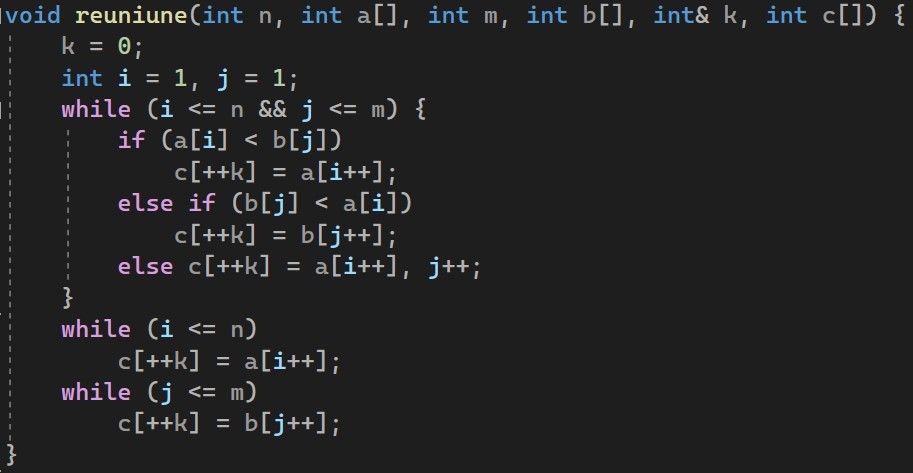 void reuniune(int n, int a[], int m, int b[], int& k, int c[]) {
    k = 0;
    int i = 1, j = 1;
    while (i <= n && j <= m) {
        if (a[i] < b[j])
            c[++k] = a[i++];
        else if (b[j] < a[i])
            c[++k] = b[j++];
        else c[++k] = a[i++], j++;
    }
    while (i <= n)
        c[++k] = a[i++];
    while (j <= m)
        c[++k] = b[j++];
}